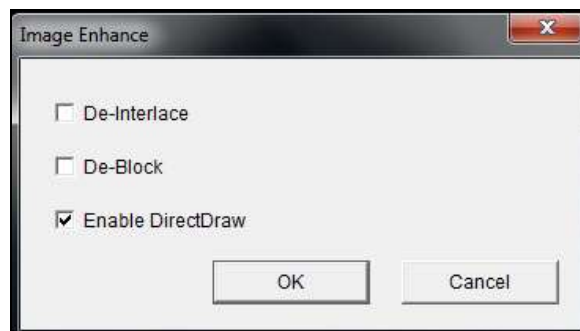 Image Enhance
De-Interlace
De-Block
Enable DirectDraw
OK Cancel